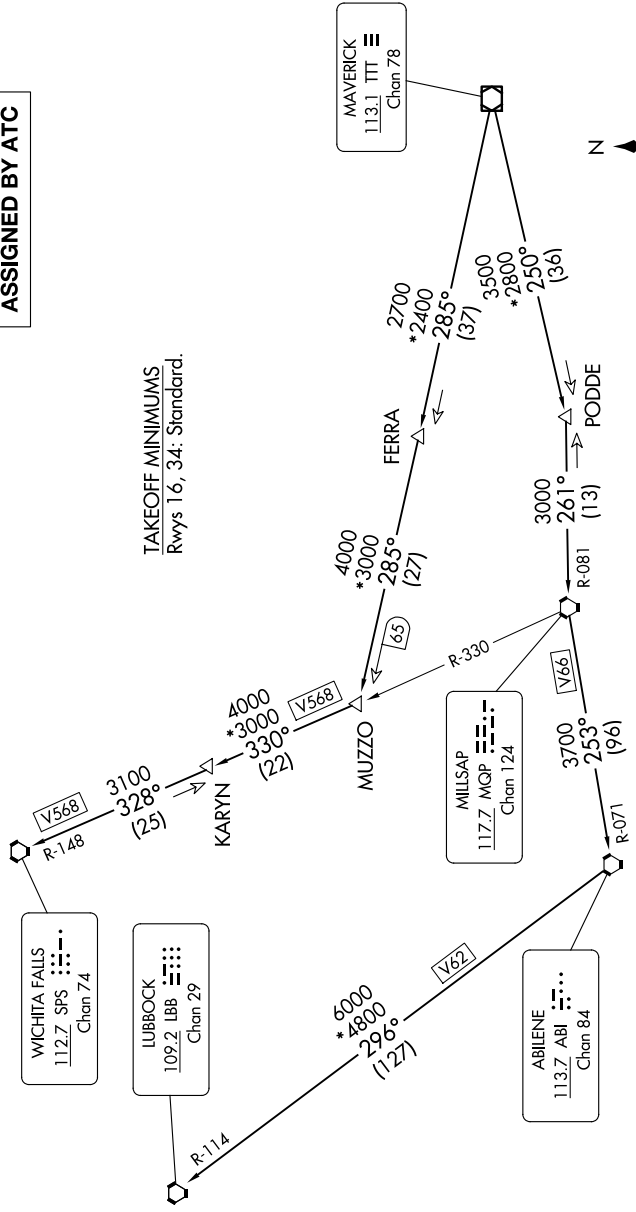 ASSIGNED BY ATC
TAKEOFF MINIMUMS
Rwys 16, 34: Standard.
MAVERICK
113.1 TTT
Chan 78
N
2700
*2400
285°
(37)
3500
*2800
250°
(36)
FERRA
PODDE
4000
*3000
285°
(27)
3000
261°
(13)
R-081
65
R-330
MUZZO
V568
4000
*3000
330°
(22)
KARYN
3100
328°
(25)
V568
R-148
WICHITA FALLS
112.7 SPS
Chan 74
MILLSAP
117.7 MQP
Chan 124
V66
3700
253°
(96)
R-071
LUBBOCK
109.2 LBB
Chan 29
V62
6000
*4800
296°
(127)
R-114
ABILENE
113.7 ABI
Chan 84